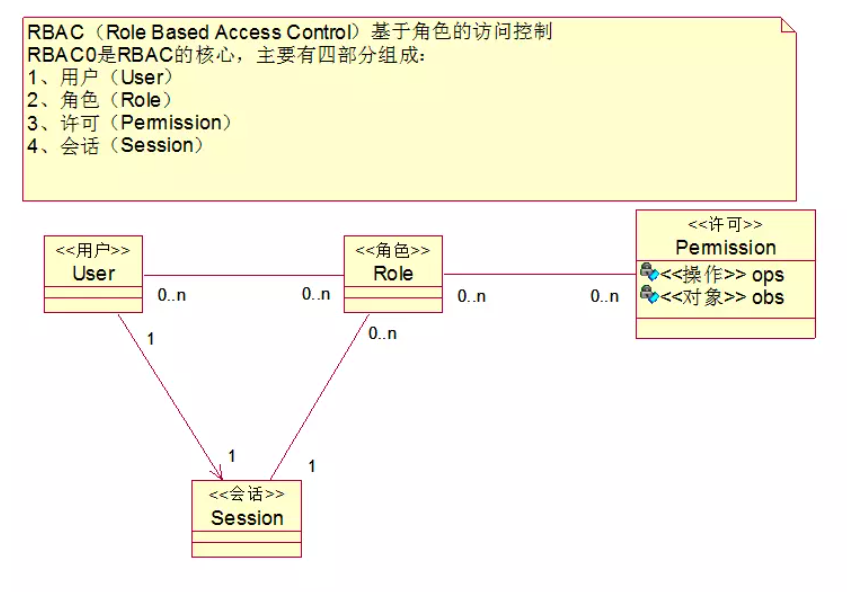 RBAC（Role Based Access Control）基于角色的访问控制
RBAC0是RBAC的核心，主要有四部分组成：
1、用户（User）
2、角色（Role）
3、许可（Permission）
4、会话（Session）
<<用户>>
User
<<角色>>
Role
<<许可>>
Permission
<<操作>> ops
<<对象>> obs
0..n
0..n
0..n
0..n
1
0..n
1
1
<<会话>>
Session